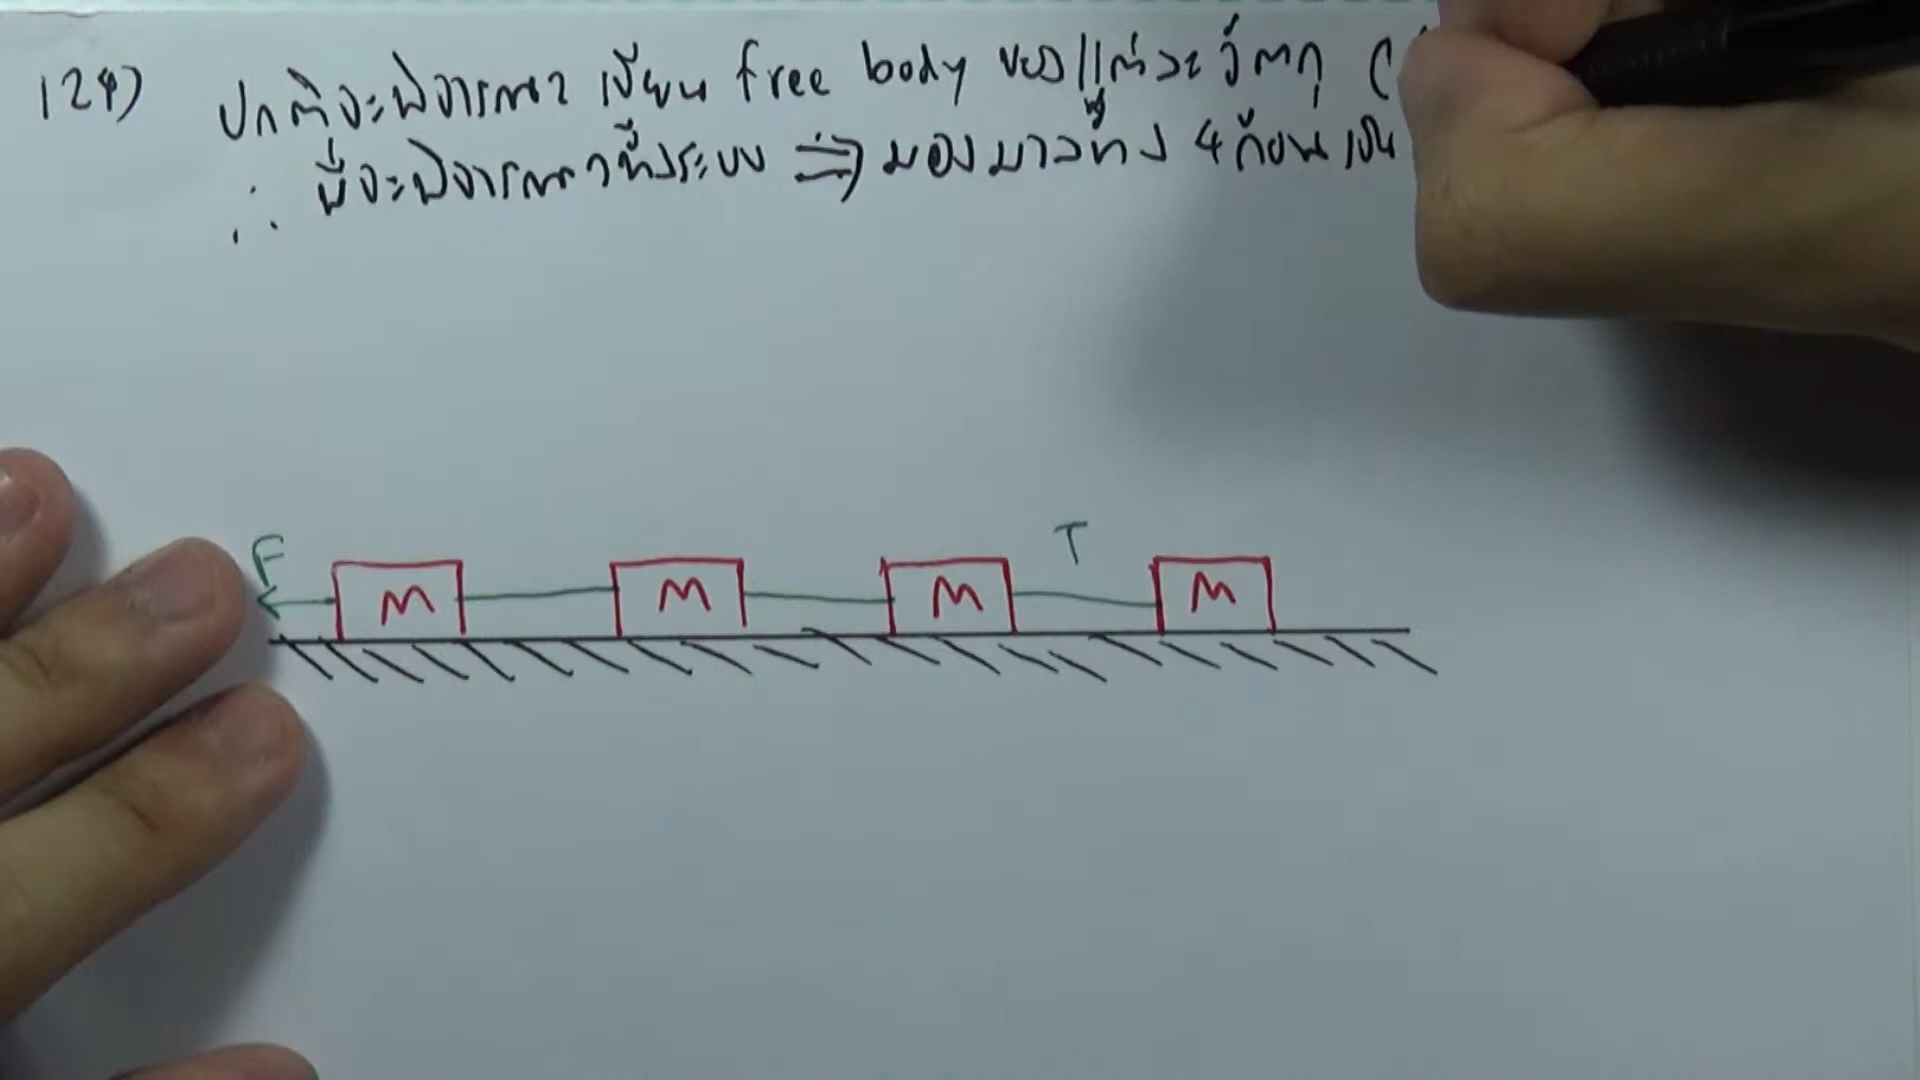 124) ปกติจะพิจารณา เขียน free body ของแต่ละวัตถุ (
∴ พี่จะพิจารณาทั้งระบบ ⇒ มองมวลทั้ง 4 ก้อนเป็น
F
T
M M M M